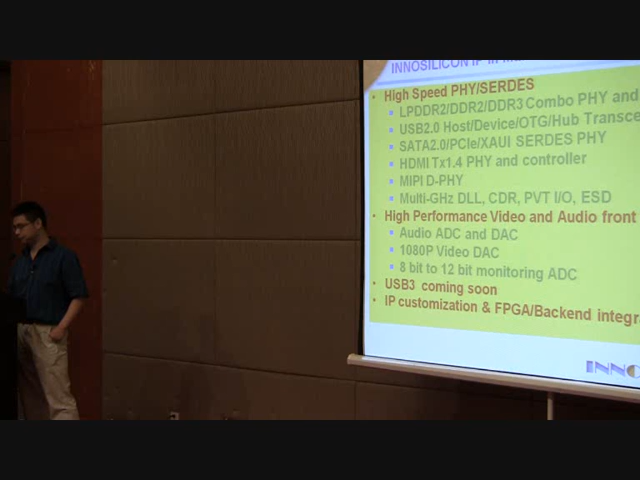 INNOSILICON IP
High Speed PHY/SERDES
LPDDR2/DDR2/DDR3 Combo PHY and
USB2.0 Host/Device/OTG/Hub Transce
SATA2.0/PCIe/XAUI SERDES PHY
HDMI Tx1.4 PHY and controller
MIPI D-PHY
Multi-GHz DLL, CDR, PVT I/O, ESD
High Performance Video and Audio front
Audio ADC and DAC
1080P Video DAC
8 bit to 12 bit monitoring ADC
USB3 coming soon
IP customization & FPGA/Backend integra
INNO